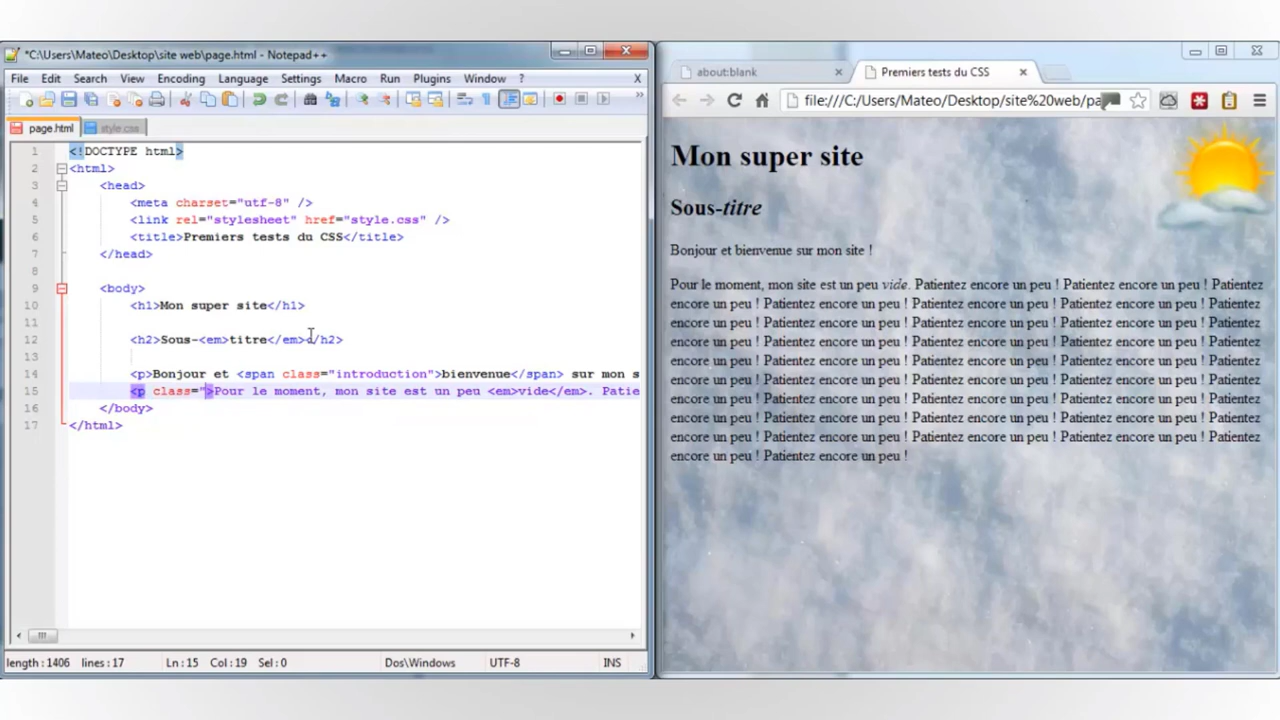 *C:\Users\Mateo\Desktop\site web\page.html - Notepad++
File Edit Search View Encoding Language Settings Macro Run Plugins Window ? X
page.html style.css
1 <!DOCTYPE html>
2 <html>
3 <head>
4 <meta charset="utf-8" />
5 <link rel="stylesheet" href="style.css" />
6 <title>Premiers tests du CSS</title>
7 </head>
8
9 <body>
10 <h1>Mon super site</h1>
11
12 <h2>Sous-<em>titre</em></h2>
13
14 <p>Bonjour et <span class="introduction">bienvenue</span> sur mon s
15 <p class=">Pour le moment, mon site est un peu <em>vide</em>. Patie
16 </body>
17 </html>
length : 1406 lines : 17 Ln : 15 Col : 19 Sel : 0 Dos\Windows UTF-8 INS
about:blank Premiers tests du CSS
file:///C:/Users/Mateo/Desktop/site%20web/pa
Mon super site
Sous-titre
Bonjour et bienvenue sur mon site !
Pour le moment, mon site est un peu vide. Patientez encore un peu ! Patientez encore un peu ! Patientez
encore un peu ! Patientez encore un peu ! Patientez encore un peu ! Patientez encore un peu ! Patientez
encore un peu ! Patientez encore un peu ! Patientez encore un peu ! Patientez encore un peu ! Patientez
encore un peu ! Patientez encore un peu ! Patientez encore un peu ! Patientez encore un peu ! Patientez
encore un peu ! Patientez encore un peu ! Patientez encore un peu ! Patientez encore un peu ! Patientez
encore un peu ! Patientez encore un peu ! Patientez encore un peu ! Patientez encore un peu ! Patientez
encore un peu ! Patientez encore un peu ! Patientez encore un peu ! Patientez encore un peu ! Patientez
encore un peu ! Patientez encore un peu ! Patientez encore un peu ! Patientez encore un peu ! Patientez
encore un peu ! Patientez encore un peu ! Patientez encore un peu ! Patientez encore un peu ! Patientez
encore un peu ! Patientez encore un peu !